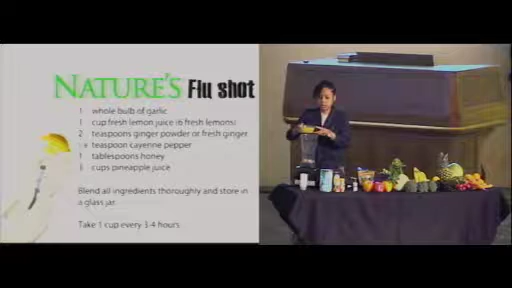 NATURE'S Flu shot
1 whole bulb of garlic
1 cup fresh lemon juice (6 fresh lemons)
2 teaspoons ginger powder or fresh ginger
teaspoon cayenne pepper
tablespoons honey
3 cups pineapple juice
Blend all ingredients thoroughly and store in
a glass jar.
Take 1 cup every 3-4 hours